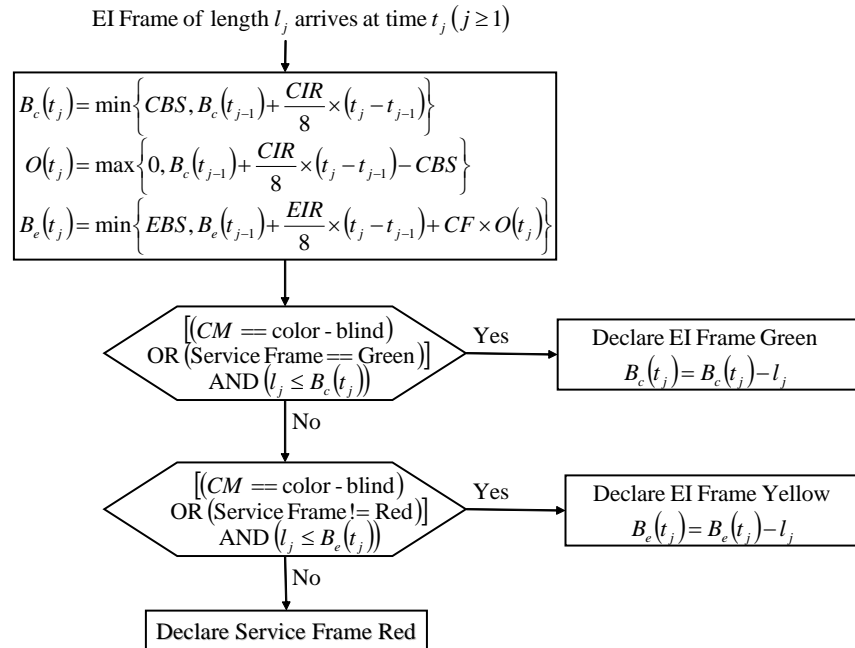 EI Frame of length l_j arrives at time t_j (j ≥ 1)
B_c(t_j) = min{CBS, B_c(t_{j-1}) + CIR/8 × (t_j − t_{j-1})}
O(t_j) = max{0, B_c(t_{j-1}) + CIR/8 × (t_j − t_{j-1}) − CBS}
B_e(t_j) = min{EBS, B_e(t_{j-1}) + EIR/8 × (t_j − t_{j-1}) + CF × O(t_j)}
[(CM == color - blind)
OR (Service Frame == Green)]
AND (l_j ≤ B_c(t_j))
Yes
Declare EI Frame Green
B_c(t_j) = B_c(t_j) − l_j
No
[(CM == color - blind)
OR (Service Frame != Red)]
AND (l_j ≤ B_e(t_j))
Yes
Declare EI Frame Yellow
B_e(t_j) = B_e(t_j) − l_j
No
Declare Service Frame Red